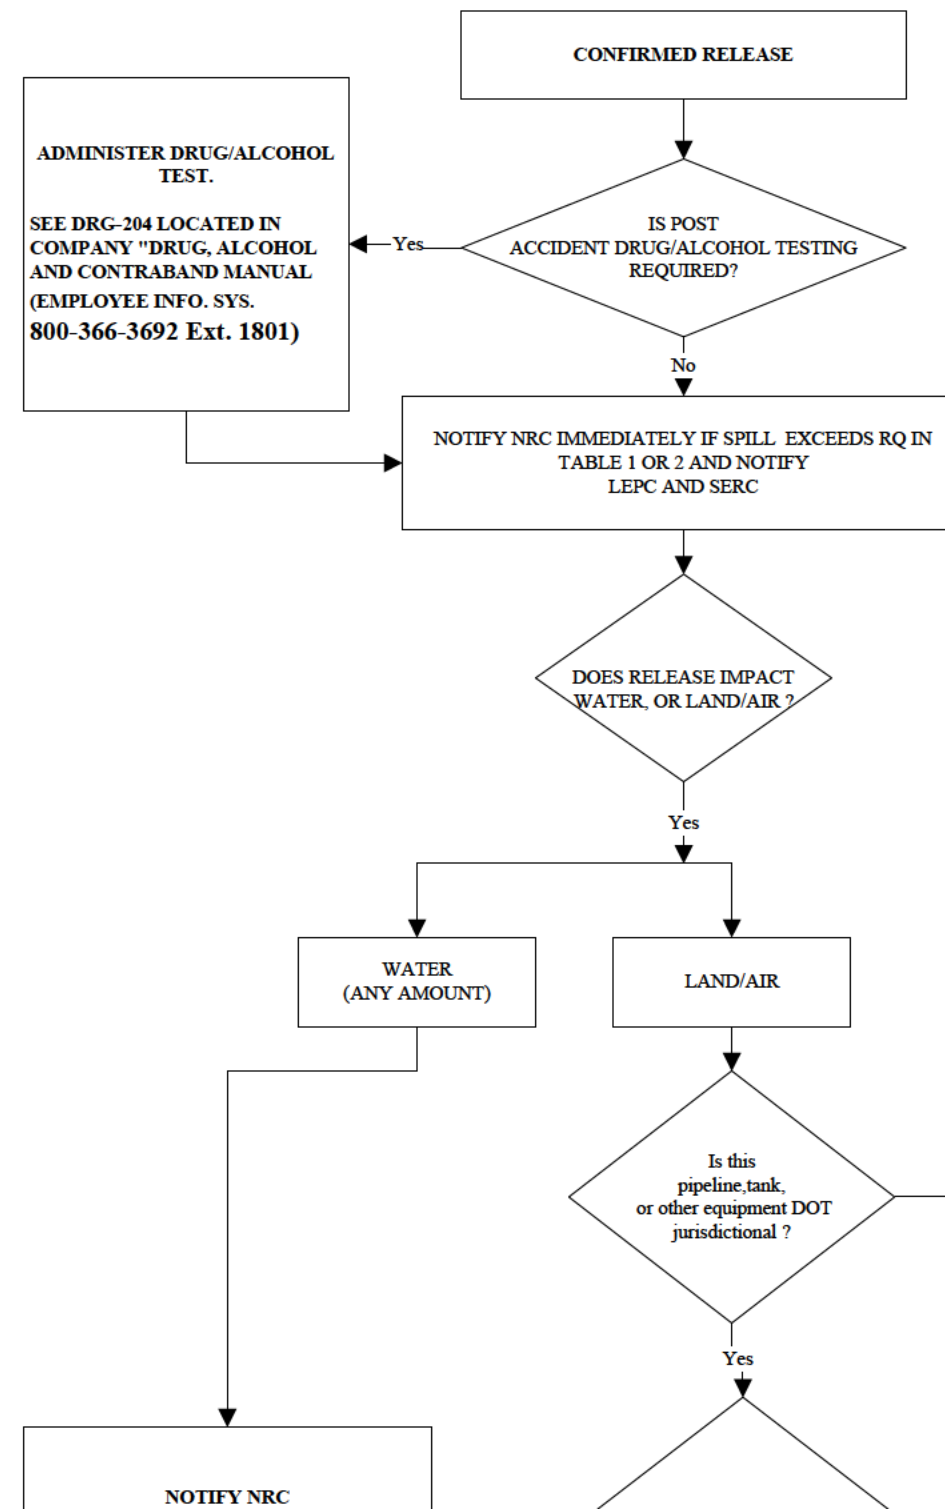 CONFIRMED RELEASE
ADMINISTER DRUG/ALCOHOL
TEST.
SEE DRG-204 LOCATED IN
COMPANY "DRUG, ALCOHOL
AND CONTRABAND MANUAL
(EMPLOYEE INFO. SYS.
800-366-3692 Ext. 1801)
Yes
IS POST
ACCIDENT DRUG/ALCOHOL TESTING
REQUIRED?
No
NOTIFY NRC IMMEDIATELY IF SPILL EXCEEDS RQ IN
TABLE 1 OR 2 AND NOTIFY
LEPC AND SERC
DOES RELEASE IMPACT
WATER, OR LAND/AIR ?
Yes
WATER
(ANY AMOUNT)
LAND/AIR
Is this
pipeline,tank,
or other equipment DOT
jurisdictional ?
Yes
NOTIFY NRC